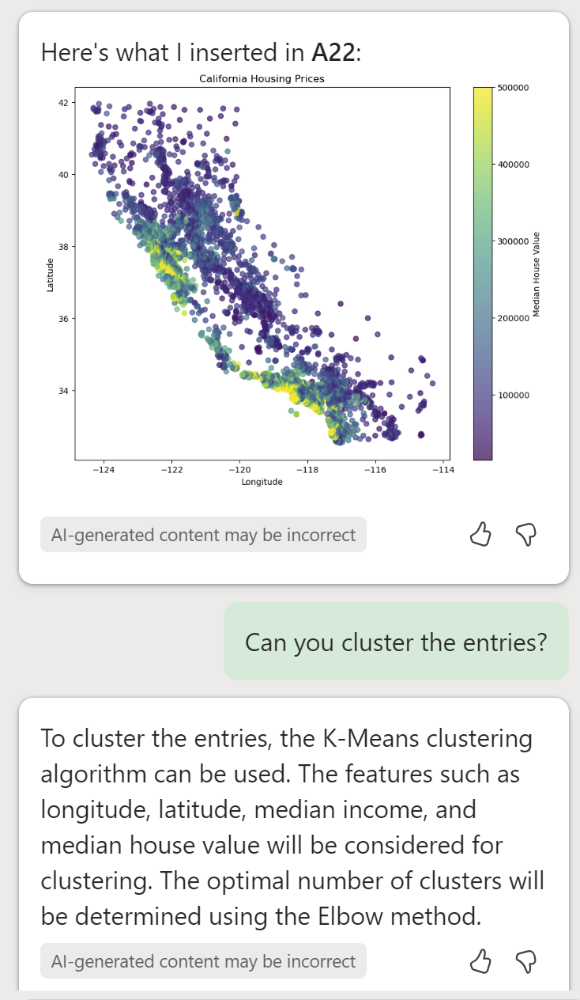 Here's what I inserted in A22:
California Housing Prices
42
40
38
36
34
Latitude
−124 −122 −120 −118 −116 −114
Longitude
500000
400000
300000
200000
100000
Median House Value
AI-generated content may be incorrect
Can you cluster the entries?
To cluster the entries, the K-Means clustering
algorithm can be used. The features such as
longitude, latitude, median income, and
median house value will be considered for
clustering. The optimal number of clusters will
be determined using the Elbow method.
AI-generated content may be incorrect